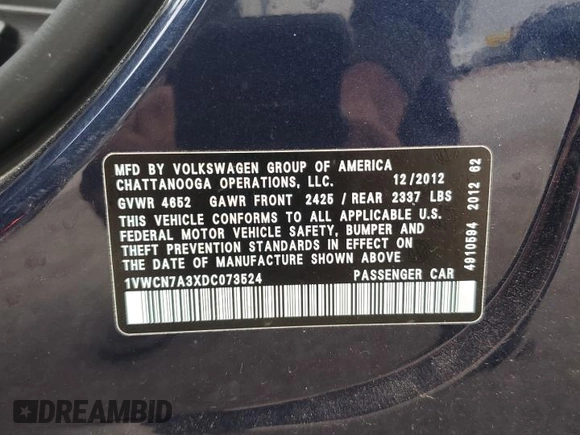 MFD BY VOLKSWAGEN GROUP OF AMERICA
CHATTANOOGA OPERATIONS, LLC. 12/2012
GVWR 4652 GAWR FRONT 2425 / REAR 2337 LBS
THIS VEHICLE CONFORMS TO ALL APPLICABLE U.S.
FEDERAL MOTOR VEHICLE SAFETY, BUMPER AND
THEFT PREVENTION STANDARDS IN EFFECT ON
THE DATE OF MANUFACTURE SHOWN ABOVE
1VWCN7A3XDC073524 PASSENGER CAR
4910594 2012 62
DREAMBID